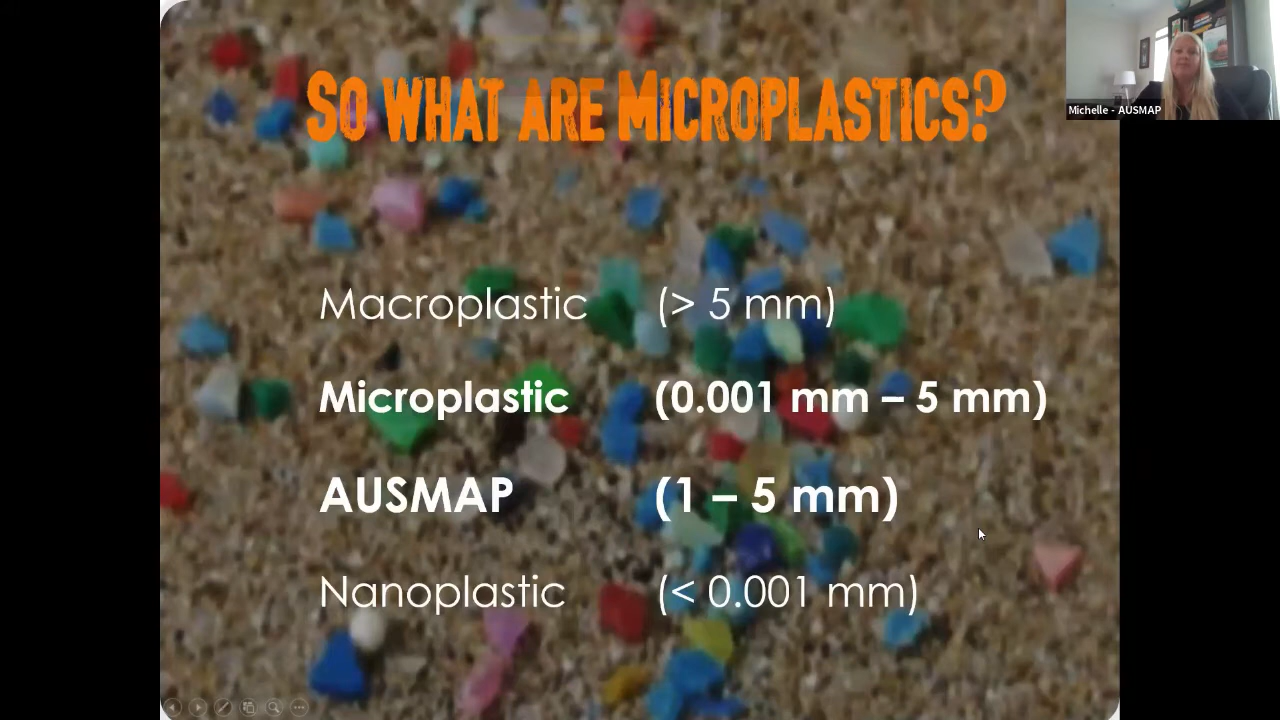 So what are Microplastics?
Michelle - AUSMAP
Macroplastic (> 5 mm)
Microplastic (0.001 mm – 5 mm)
AUSMAP (1 – 5 mm)
Nanoplastic (< 0.001 mm)